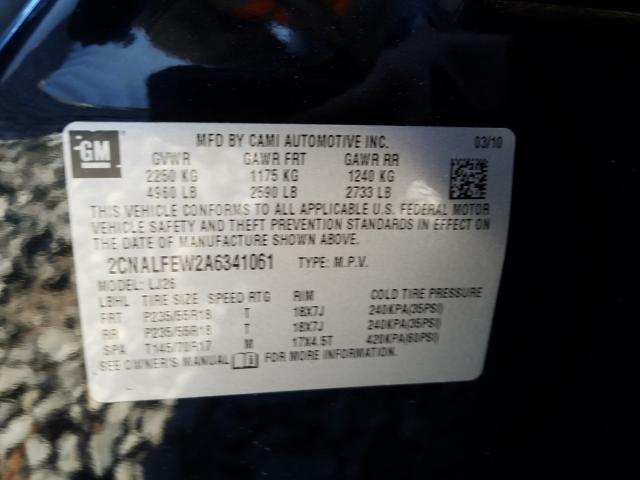 GM
MFD BY CAMI AUTOMOTIVE INC. 03/10
GVWR GAWR FRT GAWR RR
2250 KG 1175 KG 1240 KG
4960 LB 2590 LB 2733 LB
THIS VEHICLE CONFORMS TO ALL APPLICABLE U.S. FEDERAL MOTOR
VEHICLE SAFETY AND THEFT PREVENTION STANDARDS IN EFFECT ON
THE DATE OF MANUFACTURE SHOWN ABOVE.
2CNALFEW2A6341061 TYPE: M.P.V.
MODEL: LJ26
LBHL TIRE SIZE SPEED RTG RIM COLD TIRE PRESSURE
FRT P235/55R18 T 18X7J 240KPA(35PSI)
RR P235/55R18 T 18X7J 240KPA(35PSI)
SPA T145/70R17 M 17X4.5T 420KPA(60PSI)
SEE OWNER'S MANUAL FOR MORE INFORMATION.